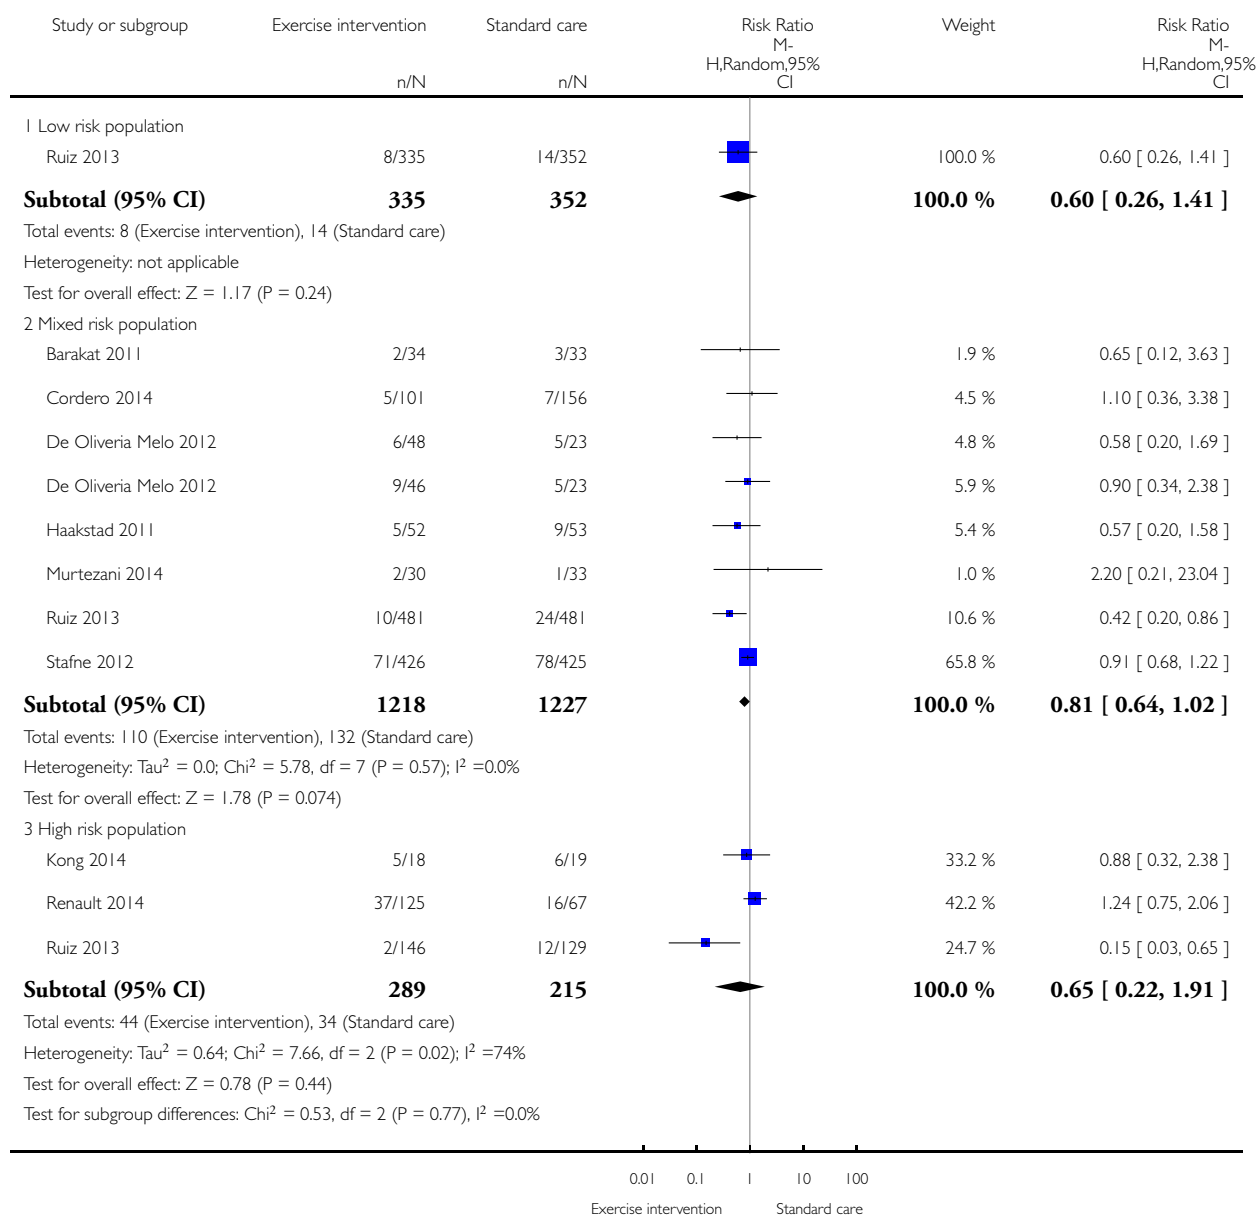 Study or subgroup Exercise intervention Standard care Risk Ratio Weight Risk Ratio
M- M-
H,Random,95% H,Random,95%
n/N n/N CI CI
1 Low risk population
Ruiz 2013 8/335 14/352 100.0 % 0.60 [ 0.26, 1.41 ]
Subtotal (95% CI) 335 352 100.0 % 0.60 [ 0.26, 1.41 ]
Total events: 8 (Exercise intervention), 14 (Standard care)
Heterogeneity: not applicable
Test for overall effect: Z = 1.17 (P = 0.24)
2 Mixed risk population
Barakat 2011 2/34 3/33 1.9 % 0.65 [ 0.12, 3.63 ]
Cordero 2014 5/101 7/156 4.5 % 1.10 [ 0.36, 3.38 ]
De Oliveria Melo 2012 6/48 5/23 4.8 % 0.58 [ 0.20, 1.69 ]
De Oliveria Melo 2012 9/46 5/23 5.9 % 0.90 [ 0.34, 2.38 ]
Haakstad 2011 5/52 9/53 5.4 % 0.57 [ 0.20, 1.58 ]
Murtezani 2014 2/30 1/33 1.0 % 2.20 [ 0.21, 23.04 ]
Ruiz 2013 10/481 24/481 10.6 % 0.42 [ 0.20, 0.86 ]
Stafne 2012 71/426 78/425 65.8 % 0.91 [ 0.68, 1.22 ]
Subtotal (95% CI) 1218 1227 100.0 % 0.81 [ 0.64, 1.02 ]
Total events: 110 (Exercise intervention), 132 (Standard care)
Heterogeneity: Tau² = 0.0; Chi² = 5.78, df = 7 (P = 0.57); I² =0.0%
Test for overall effect: Z = 1.78 (P = 0.074)
3 High risk population
Kong 2014 5/18 6/19 33.2 % 0.88 [ 0.32, 2.38 ]
Renault 2014 37/125 16/67 42.2 % 1.24 [ 0.75, 2.06 ]
Ruiz 2013 2/146 12/129 24.7 % 0.15 [ 0.03, 0.65 ]
Subtotal (95% CI) 289 215 100.0 % 0.65 [ 0.22, 1.91 ]
Total events: 44 (Exercise intervention), 34 (Standard care)
Heterogeneity: Tau² = 0.64; Chi² = 7.66, df = 2 (P = 0.02); I² =74%
Test for overall effect: Z = 0.78 (P = 0.44)
Test for subgroup differences: Chi² = 0.53, df = 2 (P = 0.77), I² =0.0%
0.01 0.1 1 10 100
Exercise intervention Standard care